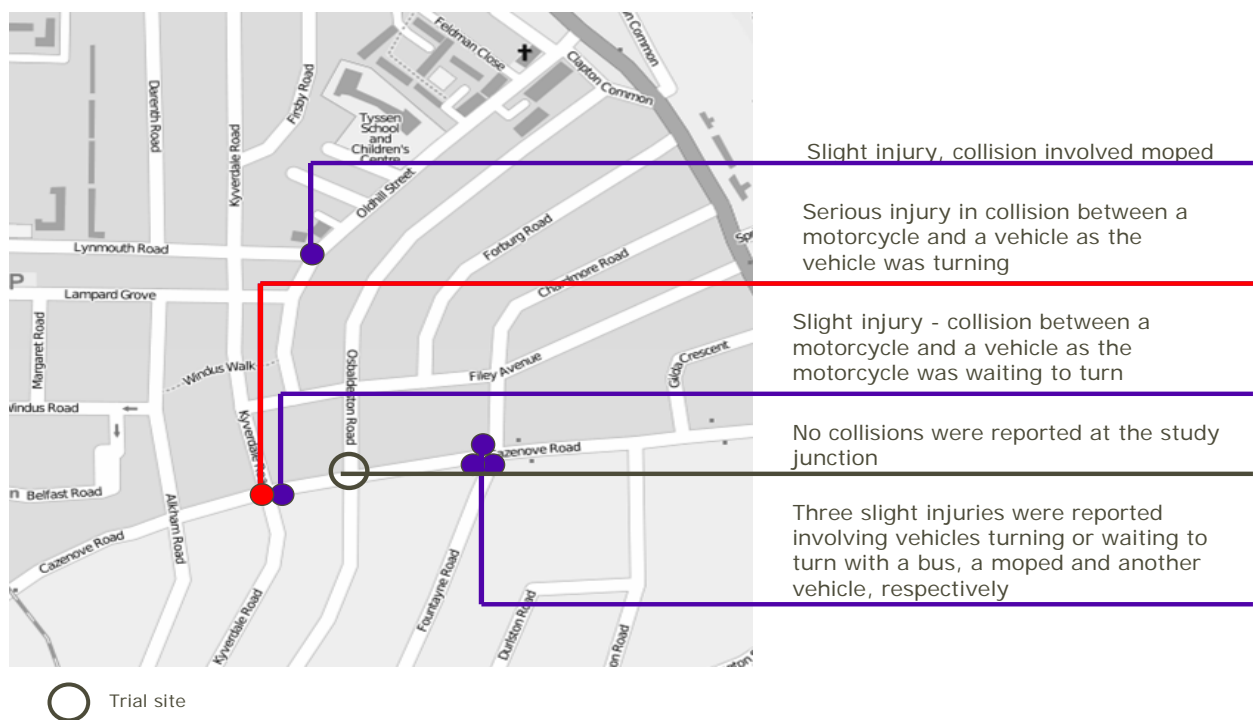 Feldman Close
Common
Clapton Common
Darenth Road
Firsby Road
Kyverdale Road
Tyssen
School
and
Children's
Centre
Oldhill Street
Lynmouth Road
Forburg Road
Chardmore Road
P
Lampard Grove
Margaret Road
Windus Walk
Osbaldeston Road
Filey Avenue
Gilda Crescent
Windus Road
Kyverdale Road
Cazenove Road
Belfast Road
Alkham Road
Cazenove Road
Kyverdale Road
Fountayne Road
Durlston Road
on Road
Slight injury, collision involved moped
Serious injury in collision between a
motorcycle and a vehicle as the
vehicle was turning
Slight injury - collision between a
motorcycle and a vehicle as the
motorcycle was waiting to turn
No collisions were reported at the study
junction
Three slight injuries were reported
involving vehicles turning or waiting to
turn with a bus, a moped and another
vehicle, respectively
Trial site